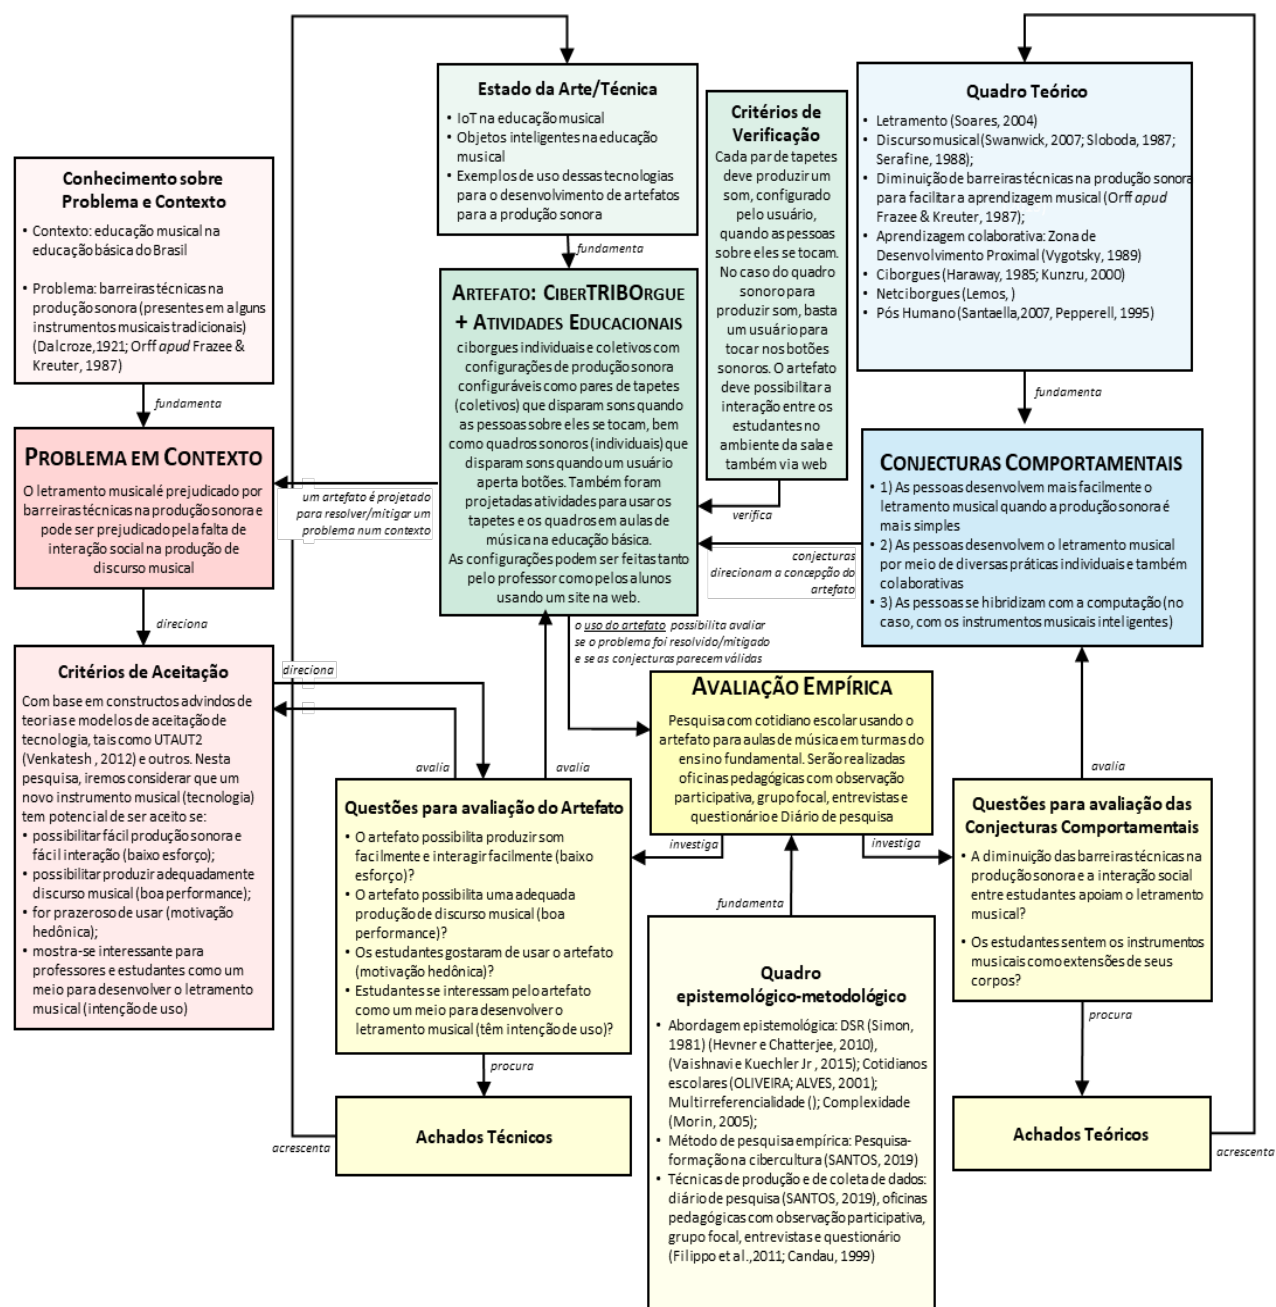 Estado da Arte/Técnica
• IoT na educação musical
• Objetos inteligentes na educação
musical
• Exemplos de uso dessas tecnologias
para o desenvolvimento de artefatos
para a produção sonora
fundamenta
Critérios de
Verificação
Cada par de tapetes
deve produzir um
som, configurado
pelo usuário,
quando as pessoas
sobre eles se tocam.
No caso do quadro
sonoro para
produzir som, basta
um usuário para
tocar nos botões
sonoros. O artefato
deve possibilitar a
interação entre os
estudantes no
ambiente da sala e
também via web
verifica
Quadro Teórico
• Letramento (Soares, 2004)
• Discurso musical (Swanwick, 2007; Sloboda, 1987;
Serafine, 1988);
• Diminuição de barreiras técnicas na produção sonora
para facilitar a aprendizagem musical (Orff apud
Frazee & Kreuter, 1987);
• Aprendizagem colaborativa: Zona de
Desenvolvimento Proximal (Vygotsky, 1989)
• Ciborgues (Haraway, 1985; Kunzru, 2000)
• Netciborgues (Lemos, )
• Pós Humano (Santaella,2007, Pepperell, 1995)
fundamenta
Conhecimento sobre
Problema e Contexto
• Contexto: educação musical na
educação básica do Brasil
• Problema: barreiras técnicas na
produção sonora (presentes em alguns
instrumentos musicais tradicionais)
(Dalcroze,1921; Orff apud Frazee &
Kreuter, 1987)
fundamenta
ARTEFATO: CIBERTRIBORGUE
+ ATIVIDADES EDUCACIONAIS
ciborgues individuais e coletivos com
configurações de produção sonora
configuráveis como pares de tapetes
(coletivos) que disparam sons quando
as pessoas sobre eles se tocam, bem
como quadros sonoros (individuais) que
disparam sons quando um usuário
aperta botões. Também foram
projetadas atividades para usar os
tapetes e os quadros em aulas de
música na educação básica.
As configurações podem ser feitas tanto
pelo professor como pelos alunos
usando um site na web.
PROBLEMA EM CONTEXTO
O letramento musical é prejudicado por
barreiras técnicas na produção sonora e
pode ser prejudicado pela falta de
interação social na produção de
discurso musical
um artefato é projetado
para resolver/mitigar um
problema num contexto
direciona
CONJECTURAS COMPORTAMENTAIS
• 1) As pessoas desenvolvem mais facilmente o
letramento musical quando a produção sonora é
mais simples
• 2) As pessoas desenvolvem o letramento musical
por meio de diversas práticas individuais e também
colaborativas
• 3) As pessoas se hibridizam com a computação (no
caso, com os instrumentos musicais inteligentes)
conjecturas
direcionam a concepção do
artefato
o uso do artefato possibilita avaliar
se o problema foi resolvido/mitigado
e se as conjecturas parecem válidas
Critérios de Aceitação
Com base em constructos advindos de
teorias e modelos de aceitação de
tecnologia, tais como UTAUT2
(Venkatesh , 2012) e outros. Nesta
pesquisa, iremos considerar que um
novo instrumento musical (tecnologia)
tem potencial de ser aceito se:
• possibilitar fácil produção sonora e
fácil interação (baixo esforço);
• possibilitar produzir adequadamente
discurso musical (boa performance);
• for prazeroso de usar (motivação
hedônica);
• mostra-se interessante para
professores e estudantes como um
meio para desenvolver o letramento
musical (intenção de uso)
direciona
avalia
avalia
AVALIAÇÃO EMPÍRICA
Pesquisa com cotidiano escolar usando o
artefato para aulas de música em turmas do
ensino fundamental. Serão realizadas
oficinas pedagógicas com observação
participativa, grupo focal, entrevistas e
questionário e Diário de pesquisa
investiga
investiga
avalia
Questões para avaliação do Artefato
• O artefato possibilita produzir som
facilmente e interagir facilmente (baixo
esforço)?
• O artefato possibilita uma adequada
produção de discurso musical (boa
performance)?
• Os estudantes gostaram de usar o artefato
(motivação hedônica)?
• Estudantes se interessam pelo artefato
como um meio para desenvolver o
letramento musical (têm intenção de uso)?
procura
Questões para avaliação das
Conjecturas Comportamentais
• A diminuição das barreiras técnicas na
produção sonora e a interação social
entre estudantes apoiam o letramento
musical?
• Os estudantes sentem os instrumentos
musicais como extensões de seus
corpos?
procura
fundamenta
Quadro
epistemológico-metodológico
• Abordagem epistemológica: DSR (Simon,
1981) (Hevner e Chatterjee, 2010),
(Vaishnavi e Kuechler Jr , 2015); Cotidianos
escolares (OLIVEIRA; ALVES, 2001);
Multirreferencialidade (); Complexidade
(Morin, 2005);
• Método de pesquisa empírica: Pesquisa-
formação na cibercultura (SANTOS, 2019)
• Técnicas de produção e de coleta de dados:
diário de pesquisa (SANTOS, 2019), oficinas
pedagógicas com observação participativa,
grupo focal, entrevistas e questionário
(Filippo et al.,2011; Candau, 1999)
Achados Técnicos
acrescenta
Achados Teóricos
acrescenta